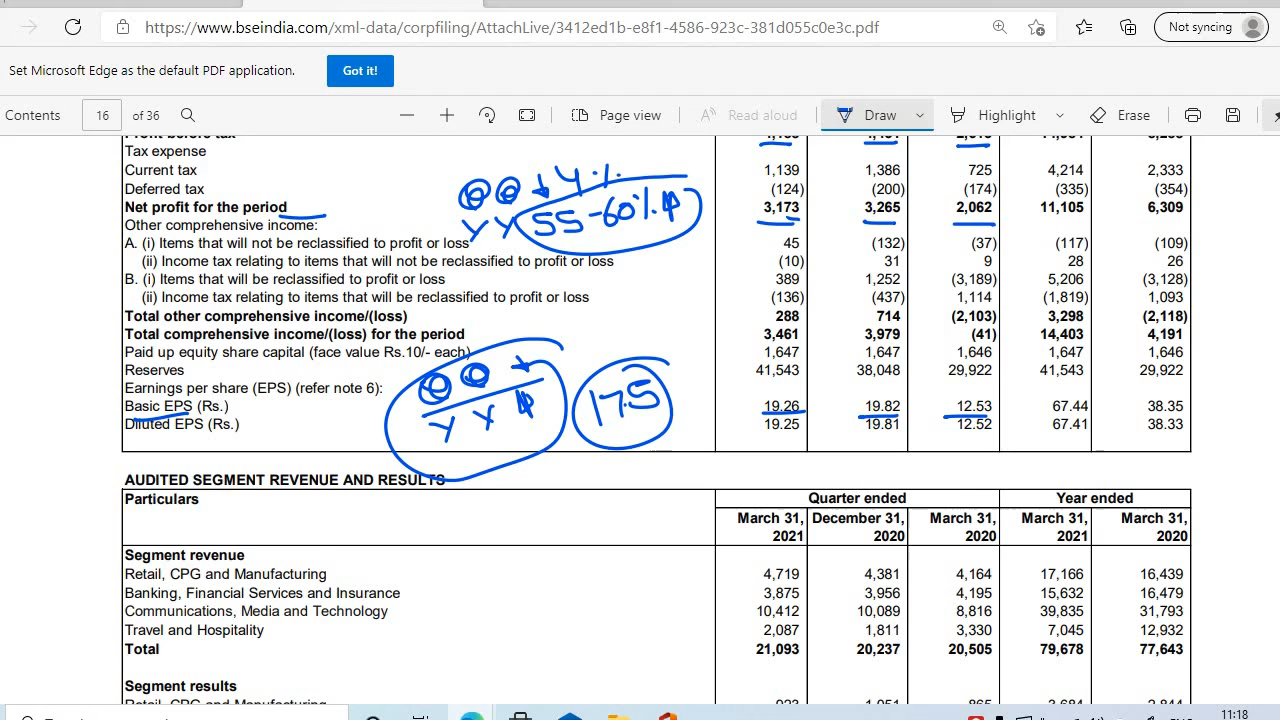 https://www.bseindia.com/xml-data/corpfiling/AttachLive/3412ed1b-e8f1-4586-923c-381d055c0e3c.pdf Not syncing
Set Microsoft Edge as the default PDF application. Got it!
Contents 16 of 36 Page view Read aloud Draw Highlight Erase
Profit before tax
Tax expense
Current tax 1,139 1,386 725 4,214 2,333
Deferred tax (124) (200) (174) (335) (354)
Net profit for the period 3,173 3,265 2,062 11,105 6,309
Q Q ↓ 4%
Y Y 55-60% ↑
Other comprehensive income:
A. (i) Items that will not be reclassified to profit or loss 45 (132) (37) (117) (109)
(ii) Income tax relating to items that will not be reclassified to profit or loss (10) 31 9 28 26
B. (i) Items that will be reclassified to profit or loss 389 1,252 (3,189) 5,206 (3,128)
(ii) Income tax relating to items that will be reclassified to profit or loss (136) (437) 1,114 (1,819) 1,093
Total other comprehensive income/(loss) 288 714 (2,103) 3,298 (2,118)
Total comprehensive income/(loss) for the period 3,461 3,979 (41) 14,403 4,191
Paid up equity share capital (face value Rs.10/- each) 1,647 1,647 1,646 1,647 1,646
Reserves 41,543 38,048 29,922 41,543 29,922
Earnings per share (EPS) (refer note 6):
Basic EPS (Rs.) 19.26 19.82 12.53 67.44 38.35
Diluted EPS (Rs.) 19.25 19.81 12.52 67.41 38.33
Q Q ↓
Y Y ↑
17.5
AUDITED SEGMENT REVENUE AND RESULTS
Particulars Quarter ended Year ended
March 31, December 31, March 31, March 31, March 31,
2021 2020 2020 2021 2020
Segment revenue
Retail, CPG and Manufacturing 4,719 4,381 4,164 17,166 16,439
Banking, Financial Services and Insurance 3,875 3,956 4,195 15,632 16,479
Communications, Media and Technology 10,412 10,089 8,816 39,835 31,793
Travel and Hospitality 2,087 1,811 3,330 7,045 12,932
Total 21,093 20,237 20,505 79,678 77,643
Segment results
Retail, CPG and Manufacturing
11:18